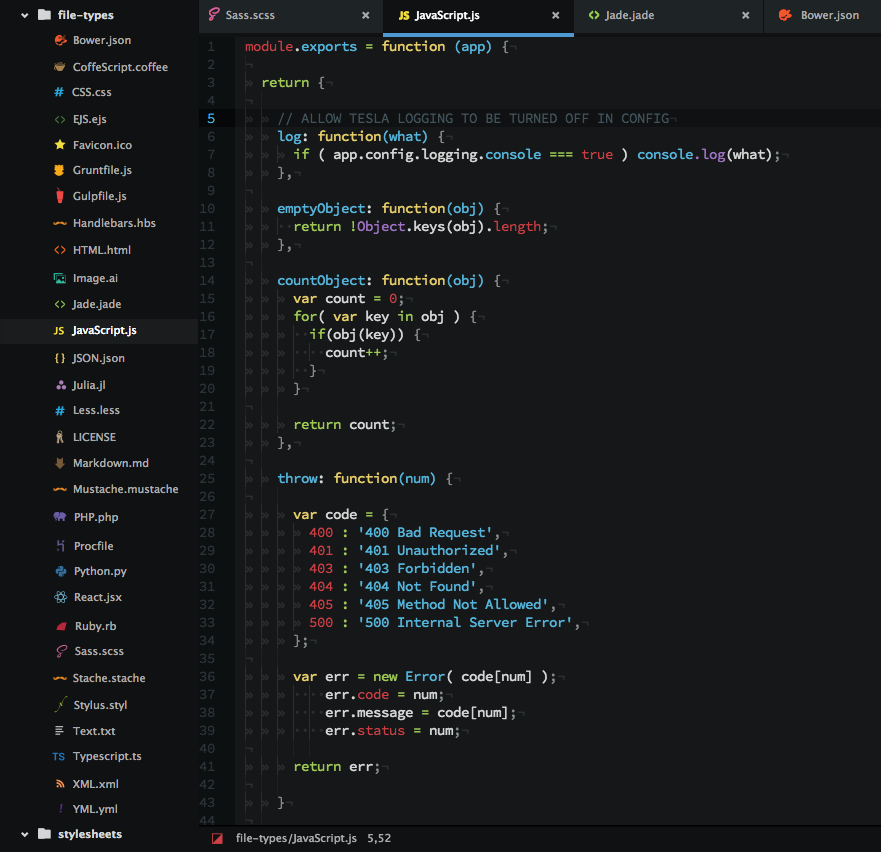 file-types
Bower.json
CoffeScript.coffee
CSS.css
EJS.ejs
Favicon.ico
Gruntfile.js
Gulpfile.js
Handlebars.hbs
HTML.html
Image.ai
Jade.jade
JavaScript.js
JSON.json
Julia.jl
Less.less
LICENSE
Markdown.md
Mustache.mustache
PHP.php
Procfile
Python.py
React.jsx
Ruby.rb
Sass.scss
Stache.stache
Stylus.styl
Text.txt
Typescript.ts
XML.xml
YML.yml
stylesheets
Sass.scss × JS JavaScript.js × Jade.jade × Bower.json
1 module.exports = function (app) {
2
3 return {
4
5 // ALLOW TESLA LOGGING TO BE TURNED OFF IN CONFIG
6 log: function(what) {
7 if ( app.config.logging.console === true ) console.log(what);
8 },
9
10 emptyObject: function(obj) {
11 return !Object.keys(obj).length;
12 },
13
14 countObject: function(obj) {
15 var count = 0;
16 for( var key in obj ) {
17 if(obj(key)) {
18 count++;
19 }
20 }
21
22 return count;
23 },
24
25 throw: function(num) {
26
27 var code = {
28 400 : '400 Bad Request',
29 401 : '401 Unauthorized',
30 403 : '403 Forbidden',
31 404 : '404 Not Found',
32 405 : '405 Method Not Allowed',
33 500 : '500 Internal Server Error',
34 };
35
36 var err = new Error( code[num] );
37 err.code = num;
38 err.message = code[num];
39 err.status = num;
40
41 return err;
42
43 }
44
file-types/JavaScript.js 5,52